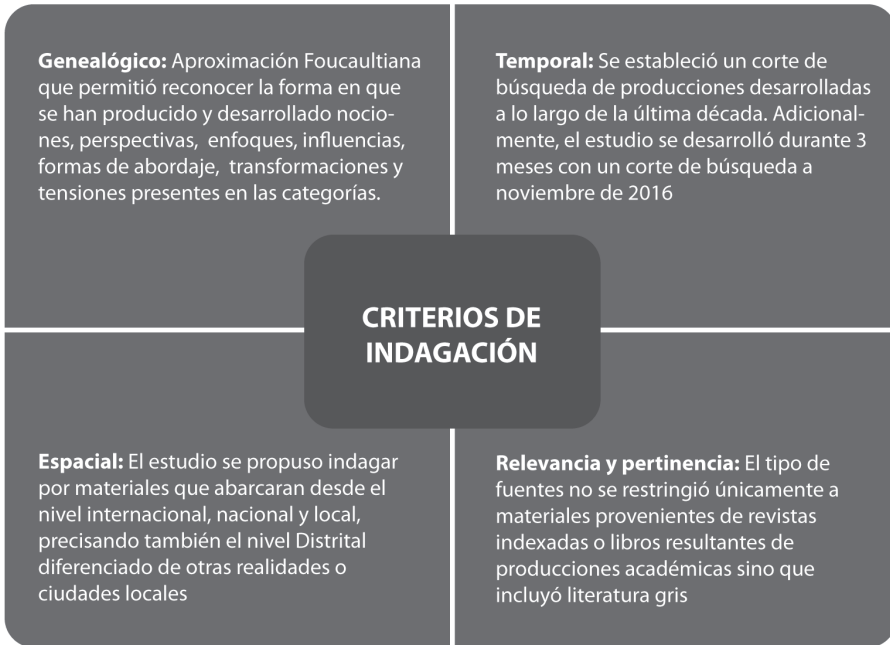 Genealógico: Aproximación Foucaultiana
que permitió reconocer la forma en que
se han producido y desarrollado nocio-
nes, perspectivas, enfoques, influencias,
formas de abordaje, transformaciones y
tensiones presentes en las categorías.
Temporal: Se estableció un corte de
búsqueda de producciones desarrolladas
a lo largo de la última década. Adicional-
mente, el estudio se desarrolló durante 3
meses con un corte de búsqueda a
noviembre de 2016
CRITERIOS DE
INDAGACIÓN
Espacial: El estudio se propuso indagar
por materiales que abarcaran desde el
nivel internacional, nacional y local,
precisando también el nivel Distrital
diferenciado de otras realidades o
ciudades locales
Relevancia y pertinencia: El tipo de
fuentes no se restringió únicamente a
materiales provenientes de revistas
indexadas o libros resultantes de
producciones académicas sino que
incluyó literatura gris